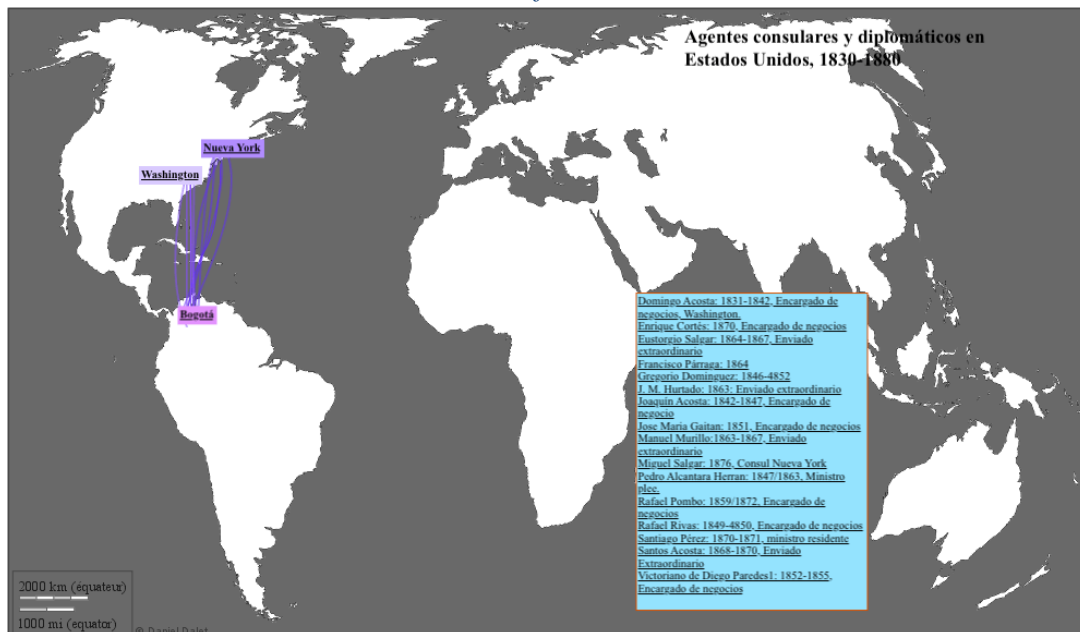 Agentes consulares y diplomáticos en
Estados Unidos, 1830-1880
Nueva York
Washington
Bogotá
Domingo Acosta: 1831-1842, Encargado de
negocios, Washington.
Enrique Cortés: 1870, Encargado de negocios
Eustorgio Salgar: 1864-1867, Enviado
extraordinario
Francisco Párraga: 1864
Gregorio Dominguez: 1846-4852
J. M. Hurtado: 1863: Enviado extraordinario
Joaquin Acosta: 1842-1847, Encargado de
negocio
Jose Maria Gaitan: 1851, Encargado de negocios
Manuel Murillo:1863-1867, Enviado
extraordinario
Miguel Salgar: 1876, Consul Nueva York
Pedro Alcantara Herran: 1847/1863, Ministro
plec.
Rafael Pombo: 1859/1872, Encargado de
negocios
Rafael Rivas: 1849-4850, Encargado de negocios
Santiago Pérez: 1870-1871, ministro residente
Santos Acosta: 1868-1870, Enviado
Extraordinario
Victoriano de Diego Paredes1: 1852-1855,
Encargado de negocios
2000 km (équateur)
1000 mi (equator)
© Daniel Dalet